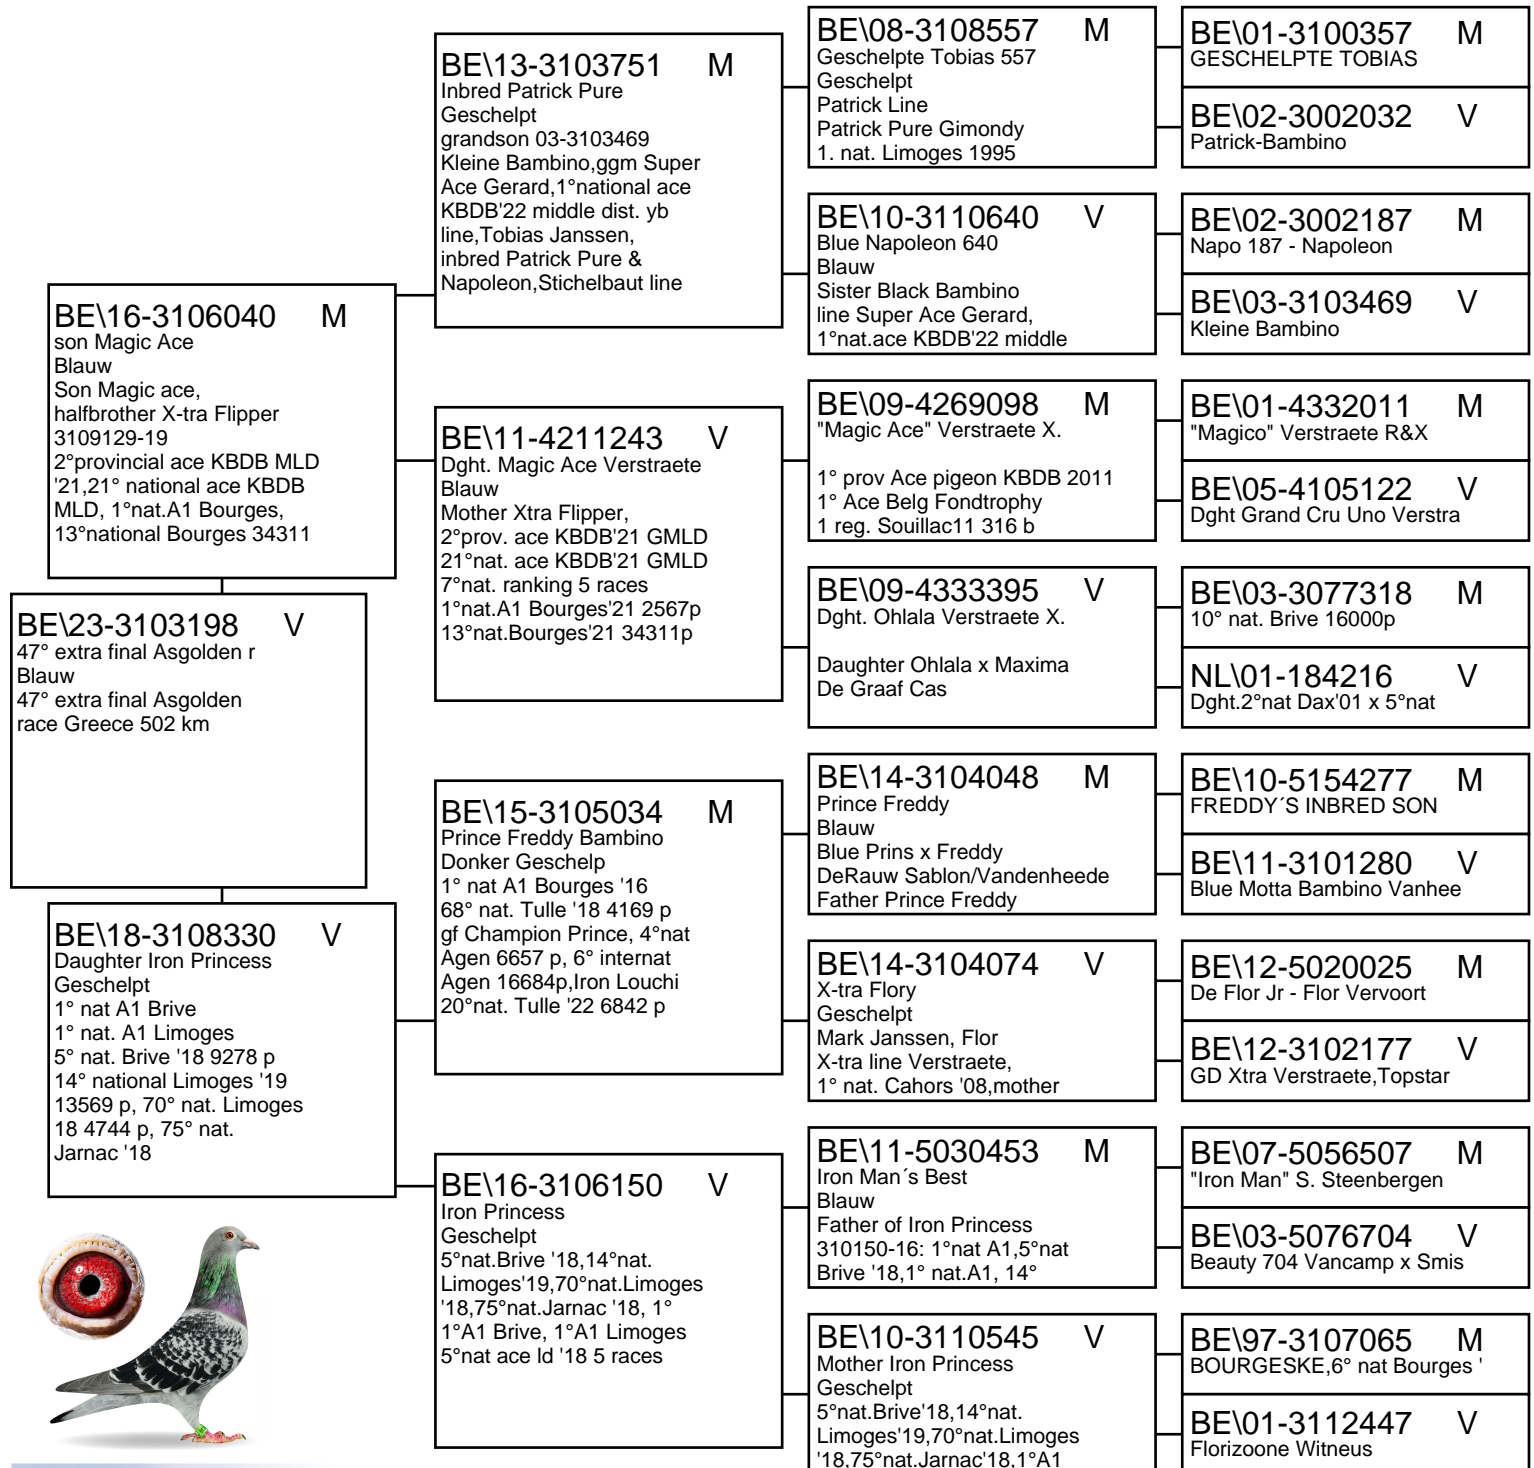 BE\23-3103198 V
47° extra final Asgolden r
Blauw
47° extra final Asgolden
race Greece 502 km
BE\16-3106040 M
son Magic Ace
Blauw
Son Magic ace,
halfbrother X-tra Flipper
3109129-19
2°provincial ace KBDB MLD
'21,21° national ace KBDB
MLD, 1°nat.A1 Bourges,
13°national Bourges 34311
BE\18-3108330 V
Daughter Iron Princess
Geschelpt
1° nat A1 Brive
1° nat. A1 Limoges
5° nat. Brive '18 9278 p
14° national Limoges '19
13569 p, 70° nat. Limoges
18 4744 p, 75° nat.
Jarnac '18
BE\13-3103751 M
Inbred Patrick Pure
Geschelpt
grandson 03-3103469
Kleine Bambino,ggm Super
Ace Gerard,1°national ace
KBDB'22 middle dist. yb
line,Tobias Janssen,
inbred Patrick Pure &
Napoleon,Stichelbaut line
BE\11-4211243 V
Dght. Magic Ace Verstraete
Blauw
Mother Xtra Flipper,
2°prov. ace KBDB'21 GMLD
21°nat. ace KBDB'21 GMLD
7°nat. ranking 5 races
1°nat.A1 Bourges'21 2567p
13°nat.Bourges'21 34311p
BE\15-3105034 M
Prince Freddy Bambino
Donker Geschelp
1° nat A1 Bourges '16
68° nat. Tulle '18 4169 p
gf Champion Prince, 4°nat
Agen 6657 p, 6° internat
Agen 16684p,Iron Louchi
20°nat. Tulle '22 6842 p
BE\16-3106150 V
Iron Princess
Geschelpt
5°nat.Brive '18,14°nat.
Limoges'19,70°nat.Limoges
'18,75°nat.Jarnac '18, 1°
1°A1 Brive, 1°A1 Limoges
5°nat ace ld '18 5 races
BE\08-3108557 M
Geschelpte Tobias 557
Geschelpt
Patrick Line
Patrick Pure Gimondy
1. nat. Limoges 1995
BE\10-3110640 V
Blue Napoleon 640
Blauw
Sister Black Bambino
line Super Ace Gerard,
1°nat.ace KBDB'22 middle
BE\09-4269098 M
"Magic Ace" Verstraete X.
1° prov Ace pigeon KBDB 2011
1° Ace Belg Fondtrophy
1 reg. Souillac11 316 b
BE\09-4333395 V
Dght. Ohlala Verstraete X.
Daughter Ohlala x Maxima
De Graaf Cas
BE\14-3104048 M
Prince Freddy
Blauw
Blue Prins x Freddy
DeRauw Sablon/Vandenheede
Father Prince Freddy
BE\14-3104074 V
X-tra Flory
Geschelpt
Mark Janssen, Flor
X-tra line Verstraete,
1° nat. Cahors '08,mother
BE\11-5030453 M
Iron Man´s Best
Blauw
Father of Iron Princess
310150-16: 1°nat A1,5°nat
Brive '18,1° nat.A1, 14°
BE\10-3110545 V
Mother Iron Princess
Geschelpt
5°nat.Brive'18,14°nat.
Limoges'19,70°nat.Limoges
'18,75°nat.Jarnac'18,1°A1
BE\01-3100357 M
GESCHELPTE TOBIAS
BE\02-3002032 V
Patrick-Bambino
BE\02-3002187 M
Napo 187 - Napoleon
BE\03-3103469 V
Kleine Bambino
BE\01-4332011 M
"Magico" Verstraete R&X
BE\05-4105122 V
Dght Grand Cru Uno Verstra
BE\03-3077318 M
10° nat. Brive 16000p
NL\01-184216 V
Dght.2°nat Dax'01 x 5°nat
BE\10-5154277 M
FREDDY´S INBRED SON
BE\11-3101280 V
Blue Motta Bambino Vanhee
BE\12-5020025 M
De Flor Jr - Flor Vervoort
BE\12-3102177 V
GD Xtra Verstraete,Topstar
BE\07-5056507 M
"Iron Man" S. Steenbergen
BE\03-5076704 V
Beauty 704 Vancamp x Smis
BE\97-3107065 M
BOURGESKE,6° nat Bourges '
BE\01-3112447 V
Florizoone Witneus